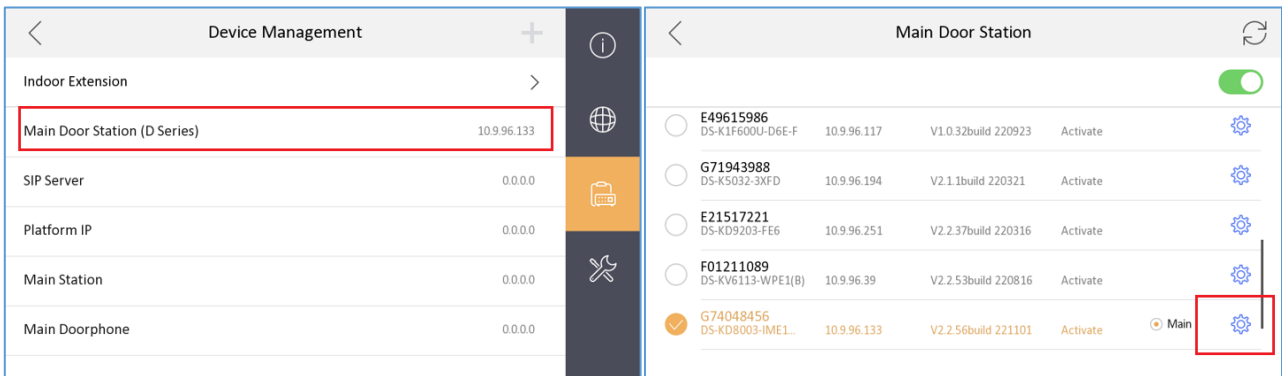 Device Management
Indoor Extension
Main Door Station (D Series) 10.9.96.133
SIP Server 0.0.0.0
Platform IP 0.0.0.0
Main Station 0.0.0.0
Main Doorphone 0.0.0.0
Main Door Station
E49615986
DS-K1F600U-D6E-F 10.9.96.117 V1.0.32build 220923 Activate
G71943988
DS-K5032-3XFD 10.9.96.194 V2.1.1build 220321 Activate
E21517221
DS-KD9203-FE6 10.9.96.251 V2.2.37build 220316 Activate
F01211089
DS-KV6113-WPE1(B) 10.9.96.39 V2.2.53build 220816 Activate
G74048456
DS-KD8003-IME1... 10.9.96.133 V2.2.56build 221101 Activate Main